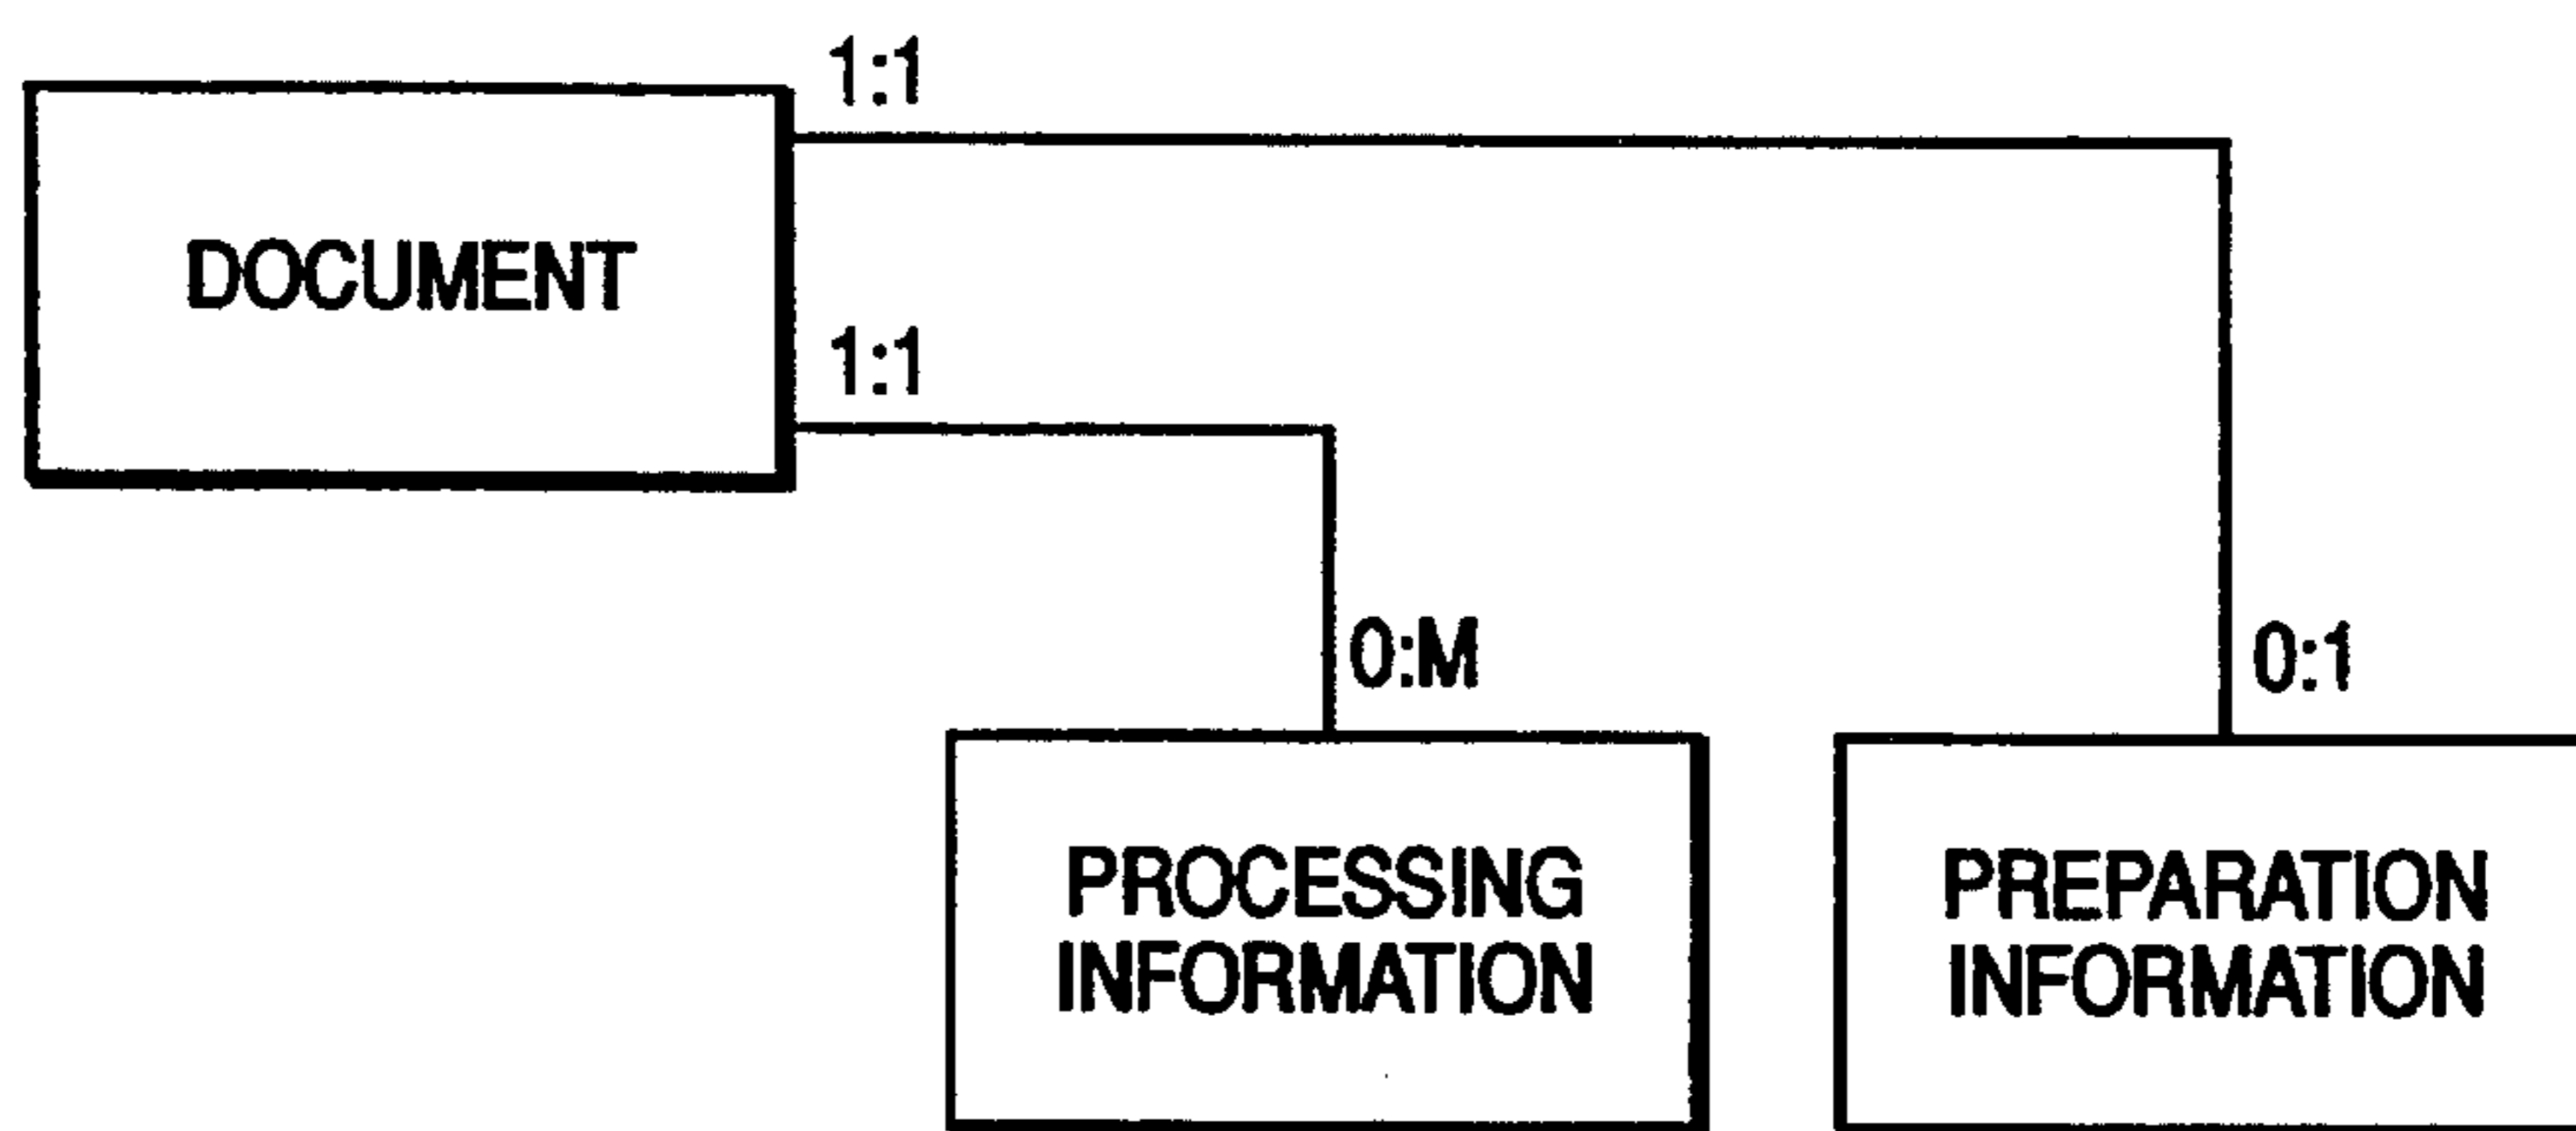 1:1
DOCUMENT
1:1
0:M
0:1
PROCESSING
INFORMATION
PREPARATION
INFORMATION